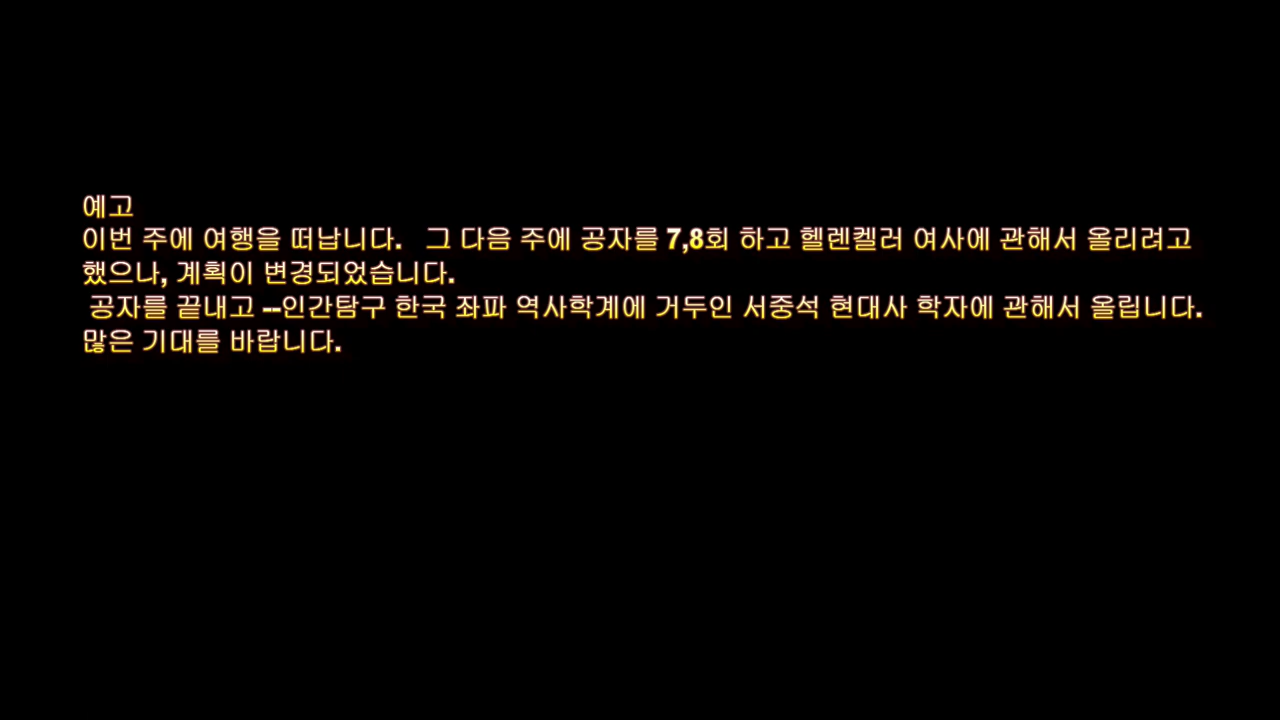 예고
이번 주에 여행을 떠납니다. 그 다음 주에 공자를 7,8회 하고 헬렌켈러 여사에 관해서 올리려고
했으나, 계획이 변경되었습니다.
공자를 끝내고 --인간탐구 한국 좌파 역사학계에 거두인 서중석 현대사 학자에 관해서 올립니다.
많은 기대를 바랍니다.